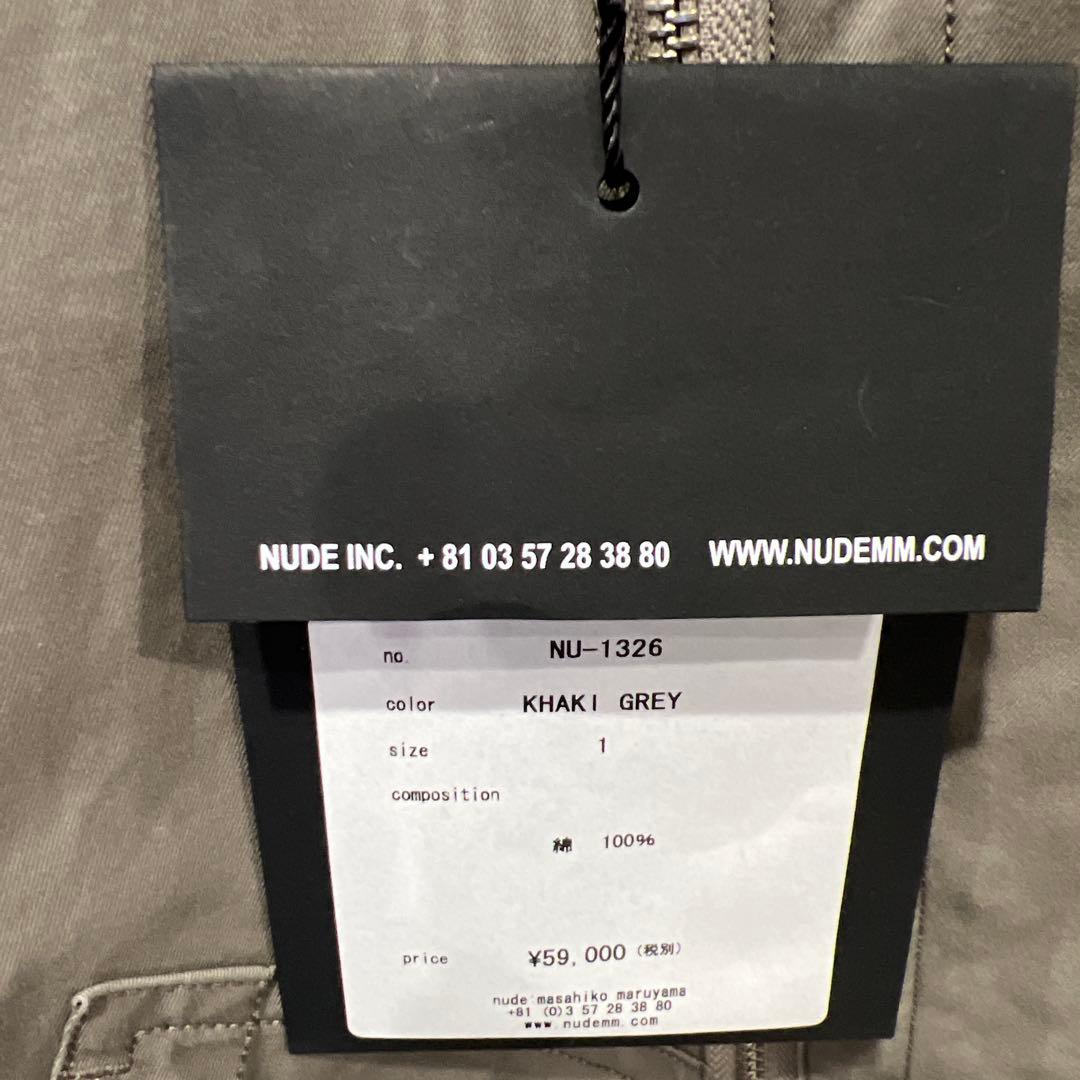 NUDE INC. + 81 03 57 28 38 80 WWW.NUDEMM.COM
no. NU-1326
color KHAKI GREY
size 1
composition
綿 100%
price ¥59,000 (税別)
nude:masahiko maruyama
+81 (0)3 57 28 38 80
www.nudemm.com